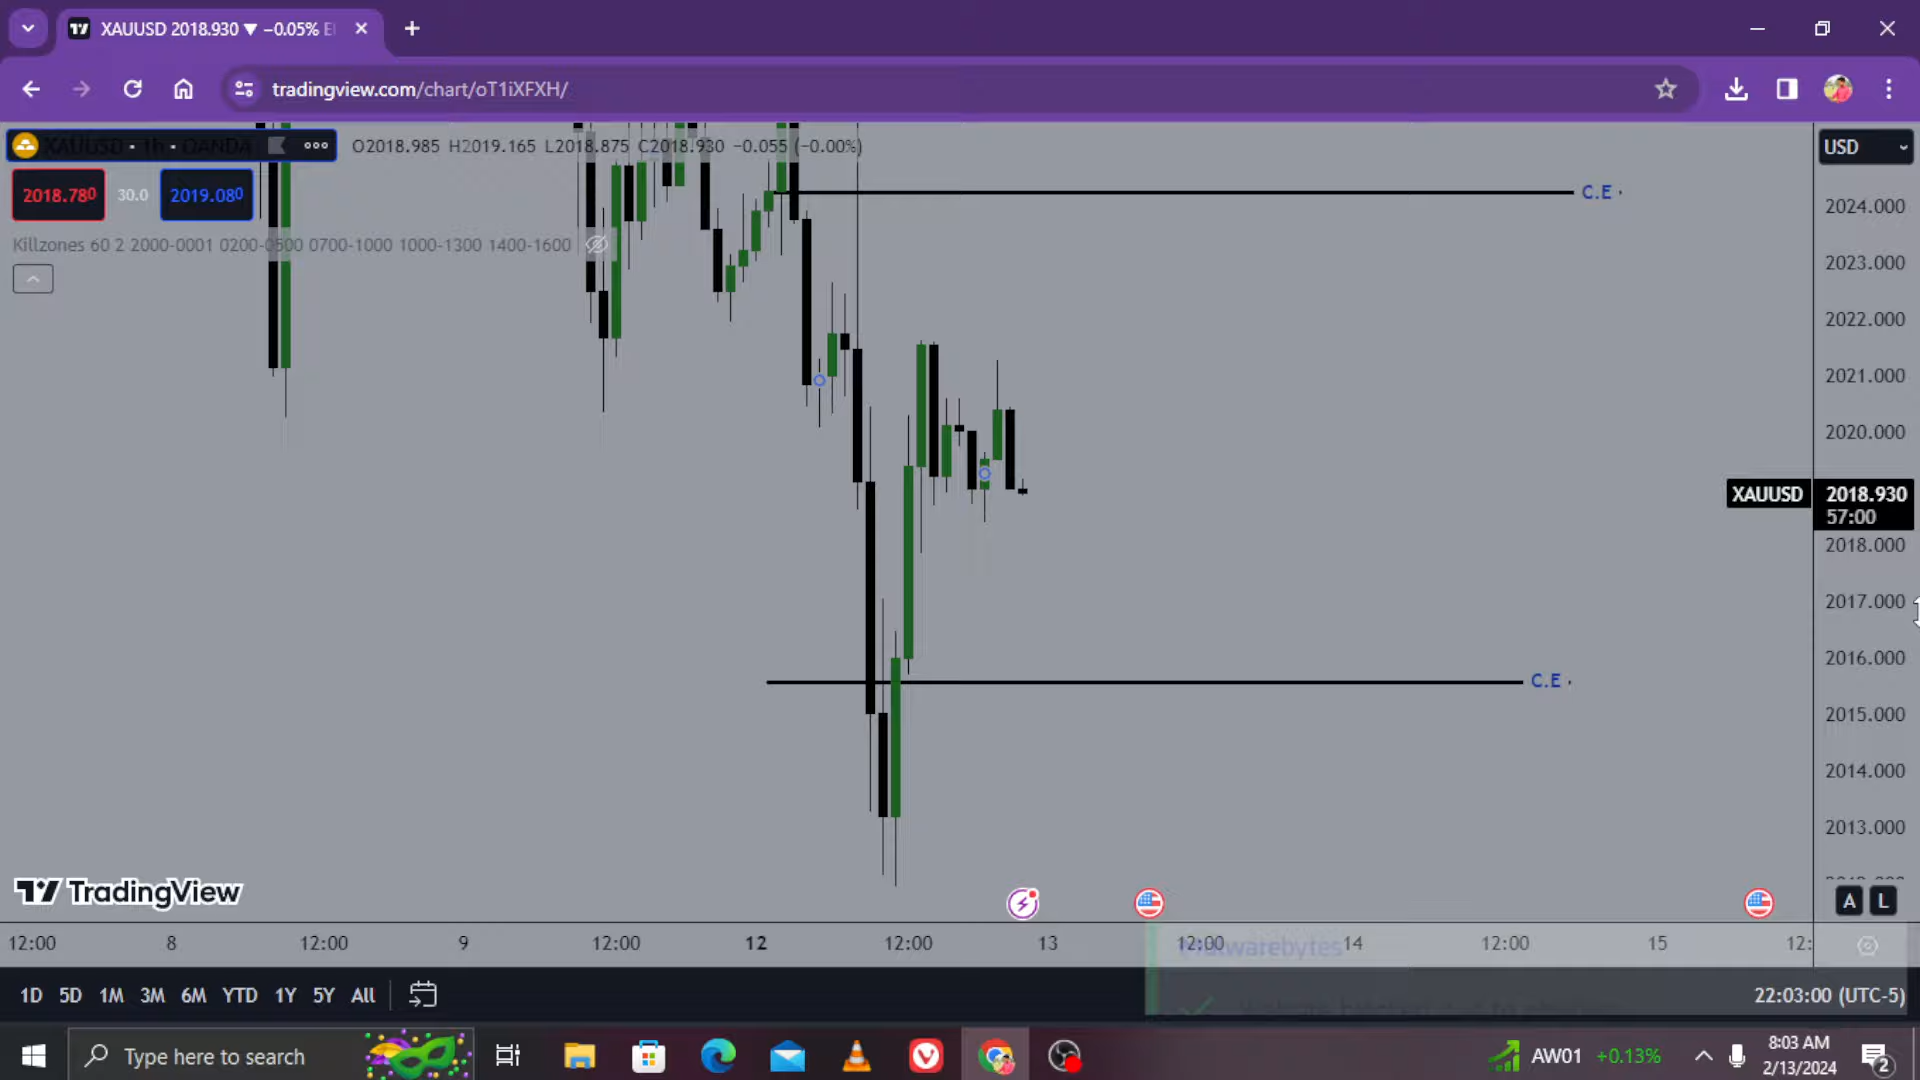 XAUUSD 2018.930 ▼ −0.05%
tradingview.com/chart/oT1iXFXH/
XAUUSD · 1h · OANDA O2018.985 H2019.165 L2018.875 C2018.930 −0.055 (−0.00%)
USD
2018.780 30.0 2019.080
Killzones 60 2 2000-0001 0200-0500 0700-1000 1000-1300 1400-1600
C.E
C.E
2024.000
2023.000
2022.000
2021.000
2020.000
XAUUSD 2018.930
57:00
2018.000
2017.000
2016.000
2015.000
2014.000
2013.000
TradingView
A L
12:00 8 12:00 9 12:00 12 12:00 13 12:00 14 12:00 15 12:
Malwarebytes
1D 5D 1M 3M 6M YTD 1Y 5Y All
22:03:00 (UTC-5)
Type here to search
AW01 +0.13%
8:03 AM
2/13/2024
2